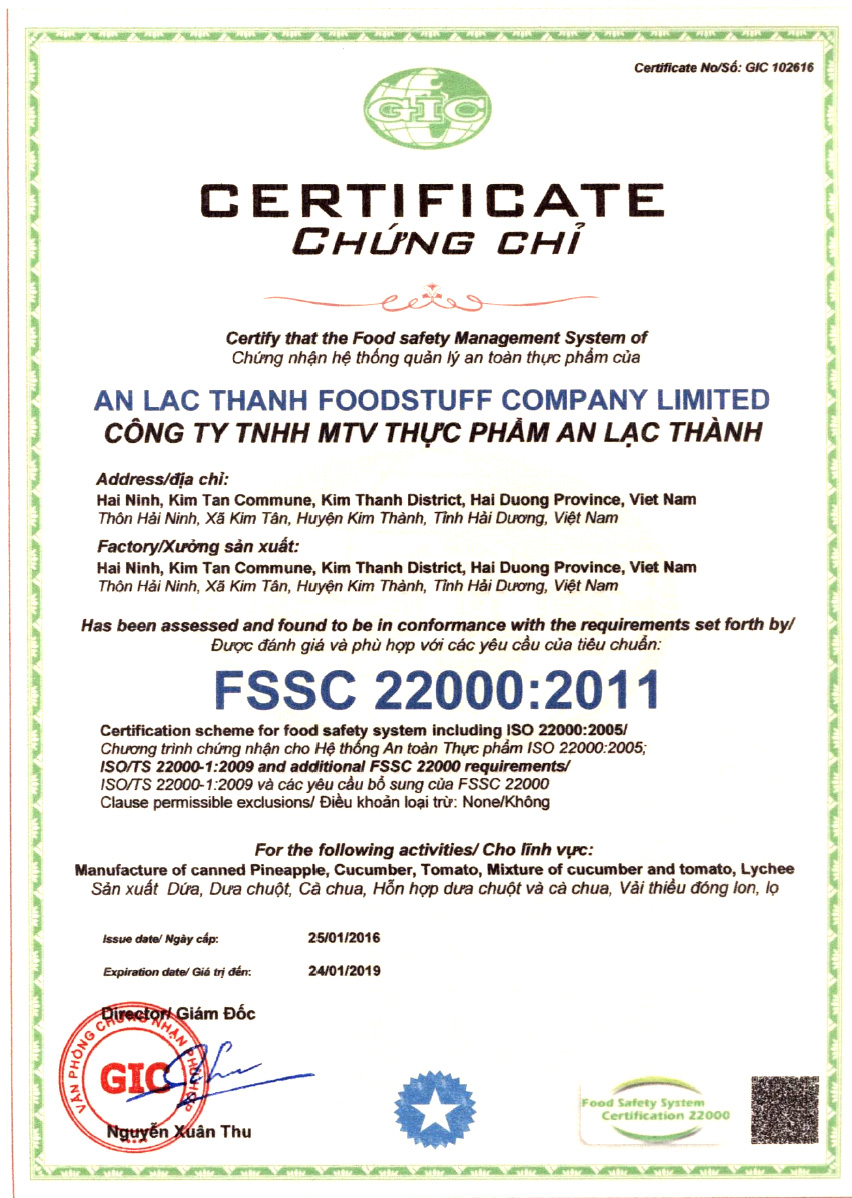 Certificate No/Số: GIC 102616
GIC
CERTIFICATE
CHỨNG CHỈ
Certify that the Food safety Management System of
Chứng nhận hệ thống quản lý an toàn thực phẩm của
AN LAC THANH FOODSTUFF COMPANY LIMITED
CÔNG TY TNHH MTV THỰC PHẨM AN LẠC THÀNH
Address/địa chỉ:
Hai Ninh, Kim Tan Commune, Kim Thanh District, Hai Duong Province, Viet Nam
Thôn Hải Ninh, Xã Kim Tân, Huyện Kim Thành, Tỉnh Hải Dương, Việt Nam
Factory/Xưởng sản xuất:
Hai Ninh, Kim Tan Commune, Kim Thanh District, Hai Duong Province, Viet Nam
Thôn Hải Ninh, Xã Kim Tân, Huyện Kim Thành, Tỉnh Hải Dương, Việt Nam
Has been assessed and found to be in conformance with the requirements set forth by/
Được đánh giá và phù hợp với các yêu cầu của tiêu chuẩn:
FSSC 22000:2011
Certification scheme for food safety system including ISO 22000:2005/
Chương trình chứng nhận cho Hệ thống An toàn Thực phẩm ISO 22000:2005;
ISO/TS 22000-1:2009 and additional FSSC 22000 requirements/
ISO/TS 22000-1:2009 và các yêu cầu bổ sung của FSSC 22000
Clause permissible exclusions/ Điều khoản loại trừ: None/Không
For the following activities/ Cho lĩnh vực:
Manufacture of canned Pineapple, Cucumber, Tomato, Mixture of cucumber and tomato, Lychee
Sản xuất Dứa, Dưa chuột, Cà chua, Hỗn hợp dưa chuột và cà chua, Vải thiều đóng lon, lọ
Issue date/ Ngày cấp: 25/01/2016
Expiration date/ Giá trị đến: 24/01/2019
Director/ Giám Đốc
VĂN PHÒNG CHỨNG NHẬN PHÙ HỢP
GIC
Nguyễn Xuân Thu
Food Safety System
Certification 22000